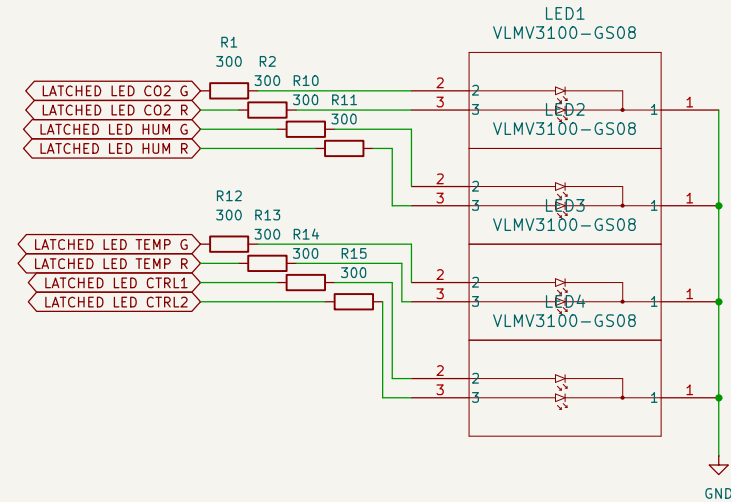 LED1
VLMV3100-GS08
R1
300
R2
300
R10
300
R11
300
LATCHED LED CO2 G
LATCHED LED CO2 R
LATCHED LED HUM G
LATCHED LED HUM R
2 2
3 3
1 1
LED2
VLMV3100-GS08
2 2
3 3
1 1
LED3
VLMV3100-GS08
R12
300
R13
300
R14
300
R15
300
LATCHED LED TEMP G
LATCHED LED TEMP R
LATCHED LED CTRL1
LATCHED LED CTRL2
2 2
3 3
1 1
LED4
VLMV3100-GS08
2 2
3 3
1 1
GND